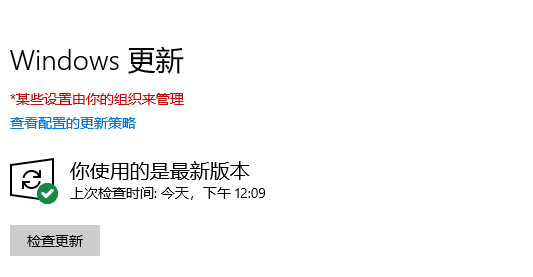 Windows 更新
*某些设置由你的组织来管理
查看配置的更新策略
你使用的是最新版本
上次检查时间: 今天，下午 12:09
检查更新